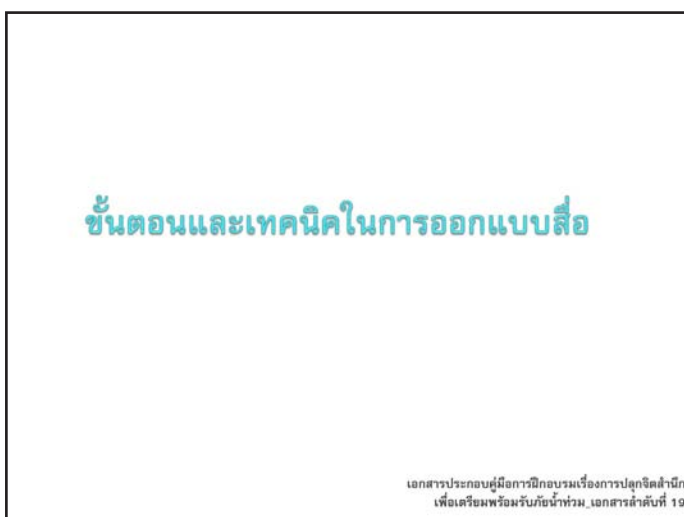 ขั้นตอนและเทคนิคในการออกแบบสื่อ
เอกสารประกอบคู่มือการฝึกอบรมเรื่องการปลุกจิตสำนึก
เพื่อเตรียมพร้อมรับภัยน้ำท่วม_เอกสารลำดับที่ 19